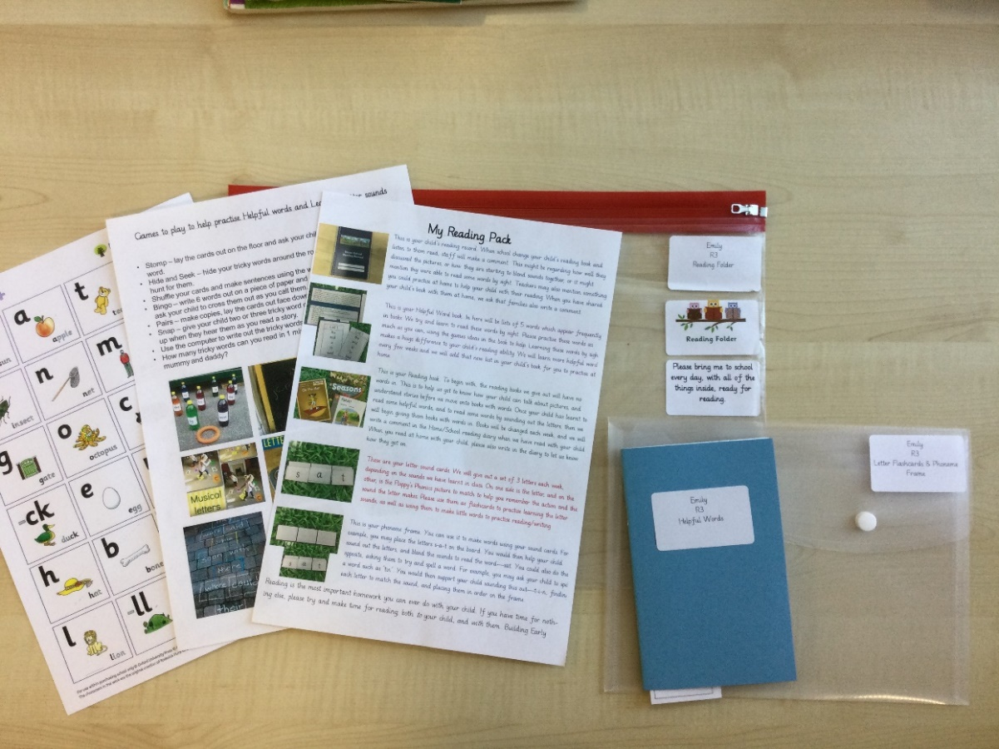 sun
a
apple
t
n
net
m
insect
o
octopus
c
g
gate
e
egg
-ck
duck
b
bone
h
hat
-ll
l
lion
Games to play to help practise Helpful words and
sounds
Stomp – lay the cards out on the floor and ask your
word.
Hide and Seek – hide your tricky words around the
hunt for them.
Shuffle your cards and make sentences using the
Bingo – write 6 words out on a piece of paper and
ask your child to cross them out as you call them.
Pairs – make copies, lay the cards out face down
Snap – give your child two or three tricky word
up when they hear them as you read a story.
Use the computer to write out the tricky
How many tricky words can you read in 1
mummy and daddy?
Musical
letters
My Reading Pack
This is your child's reading record. When school change your child's reading book and
listen to them read, staff will make a comment. This might be regarding how well they
discussed the pictures, or how they are starting to blend sounds together, or it might
mention they were able to read some words by sight. Teachers may also mention something
you could practise at home to help your child with their reading. When you have shared
your child's book with them at home, we ask that families also write a comment.
This is your Helpful Word book. In here will be lists of 5 words which appear frequently
in books. We try and learn to read these words by sight. Please practise these words as
much as you can, using the games ideas in the book to help. Learning these words by sight
makes a huge difference to your child's reading ability. We will learn more helpful word
every few weeks and we will add that new list in your child's book for you to practise at
home.
Seasons
This is your Reading book. To begin with, the reading books we give out will have no
words in. This is to help us get to know how your child can talk about pictures, and
understand stories before we move onto books with words. Once your child has learnt to
read some helpful words, and to read some words by sounding out the letters, then we
will begin giving them books with words in. Books will be changed each week, and we will
write a comment in the Home/School reading diary when we have read with your child.
When you read at home with your child, please also write in the diary to let us know
how they got on.
s a t
These are your letter sound cards. We will give out a set of 3 letters each week,
depending on the sounds we have learnt in class. On one side is the letter, and on the
other, is the Floppy's Phonics picture to match to help you remember the action and the
sound the letter makes. Please use them as flashcards to practise learning the letter
sounds, as well as using them to make little words to practise reading/writing.
s a t
This is your phoneme frame. You can use it to make words using your sound cards. For
example, you may place the letters s-a-t on the board. You would then help your child
sound out the letters, and blend the sounds to read the word—sat. You could also do the
opposite, asking them to try and spell a word. For example, you may ask your child to spe
a word such as 'tin.' You would then support your child sounding this out—t-i-n, findin
each letter to match the sound, and placing them in order on the frame.
Reading is the most important homework you can ever do with your child. If you have time for noth-
ing else, please try and make time for reading both to your child, and with them. Building Early
Emily
R3
Reading Folder
Reading Folder
Please bring me to school
every day, with all of the
things inside, ready for
reading.
Emily
R3
Helpful Words
Emily
R3
Letter Flashcards & Phoneme
Frame